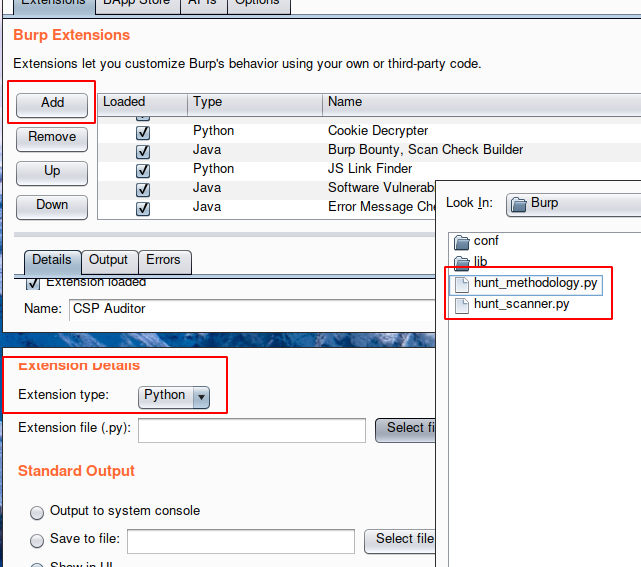 Extensions BApp Store APIs Options
Burp Extensions
Extensions let you customize Burp's behavior using your own or third-party code.
Add
Remove
Up
Down
Loaded Type Name
Python Cookie Decrypter
Java Burp Bounty, Scan Check Builder
Python JS Link Finder
Java Software Vulnerab
Java Error Message Che
Details Output Errors
Extension loaded
Name: CSP Auditor
Look In: Burp
conf
lib
hunt_methodology.py
hunt_scanner.py
Extension Details
Extension type: Python
Extension file (.py): Select fi
Standard Output
Output to system console
Save to file: Select file
Show in UI